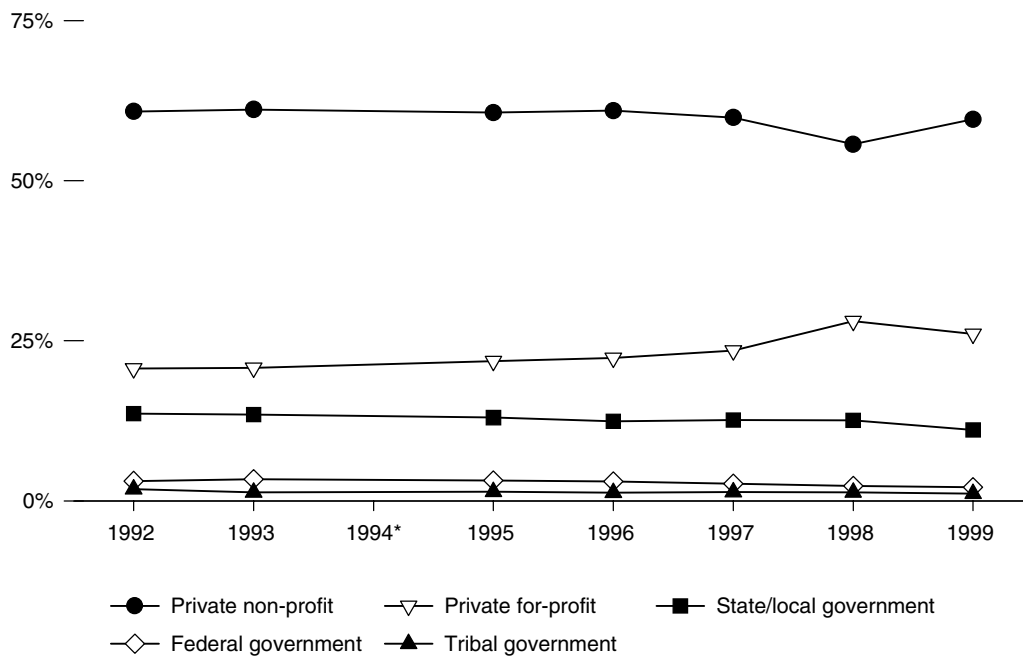 75%
50%
25%
0%
1992 1993 1994* 1995 1996 1997 1998 1999
Private non-profit Private for-profit State/local government
Federal government Tribal government